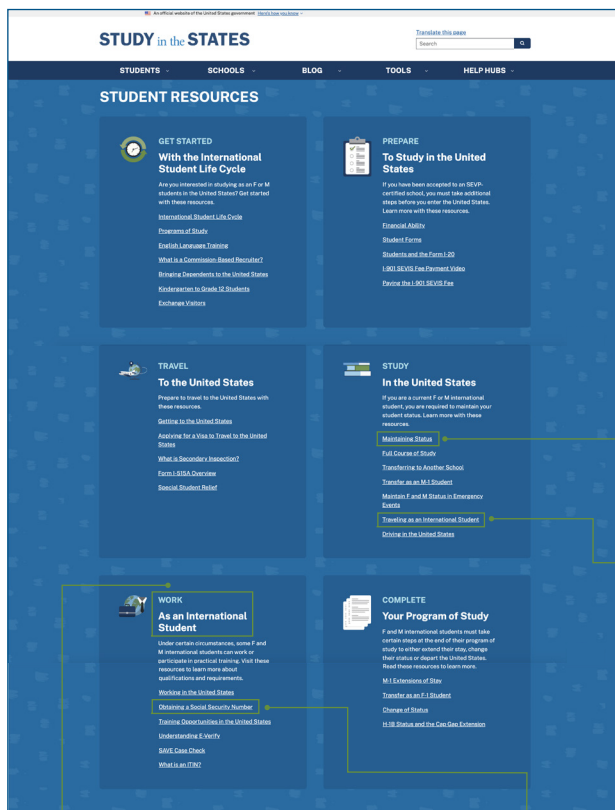 An official website of the United States government Here's how you know
STUDY in the STATES
Translate this page
Search
STUDENTS
SCHOOLS
BLOG
TOOLS
HELP HUBS
STUDENT RESOURCES
GET STARTED
With the International
Student Life Cycle
Are you interested in studying as an F or M
students in the United States? Get started
with these resources.
International Student Life Cycle
Programs of Study
English Language Training
What is a Commission-Based Recruiter?
Bringing Dependents to the United States
Kindergarten to Grade 12 Students
Exchange Visitors
PREPARE
To Study in the United
States
If you have been accepted to an SEVP-
certified school, you must take additional
steps before you enter the United States.
Learn more with these resources.
Financial Ability
Student Forms
Students and the Form I-20
I-901 SEVIS Fee Payment Video
Paying the I-901 SEVIS Fee
TRAVEL
To the United States
Prepare to travel to the United States with
these resources.
Getting to the United States
Applying for a Visa to Travel to the United
States
What is Secondary Inspection?
Form I-515A Overview
Special Student Relief
STUDY
In the United States
If you are a current F or M international
student, you are required to maintain your
student status. Learn more with these
resources.
Maintaining Status
Full Course of Study
Transferring to Another School
Transfer as an M-1 Student
Maintain F and M Status in Emergency
Events
Traveling as an International Student
Driving in the United States
WORK
As an International
Student
Under certain circumstances, some F and
M international students can work or
participate in practical training. Visit these
resources to learn more about
qualifications and requirements.
Working in the United States
Obtaining a Social Security Number
Training Opportunities in the United States
Understanding E-Verify
SAVE Case Check
What is an ITIN?
COMPLETE
Your Program of Study
F and M international students must take
certain steps at the end of their program of
study to either extend their stay, change
their status or depart the United States.
Read these resources to learn more.
M-1 Extensions of Stay
Transfer as an F-1 Student
Change of Status
H-1B Status and the Cap Gap Extension